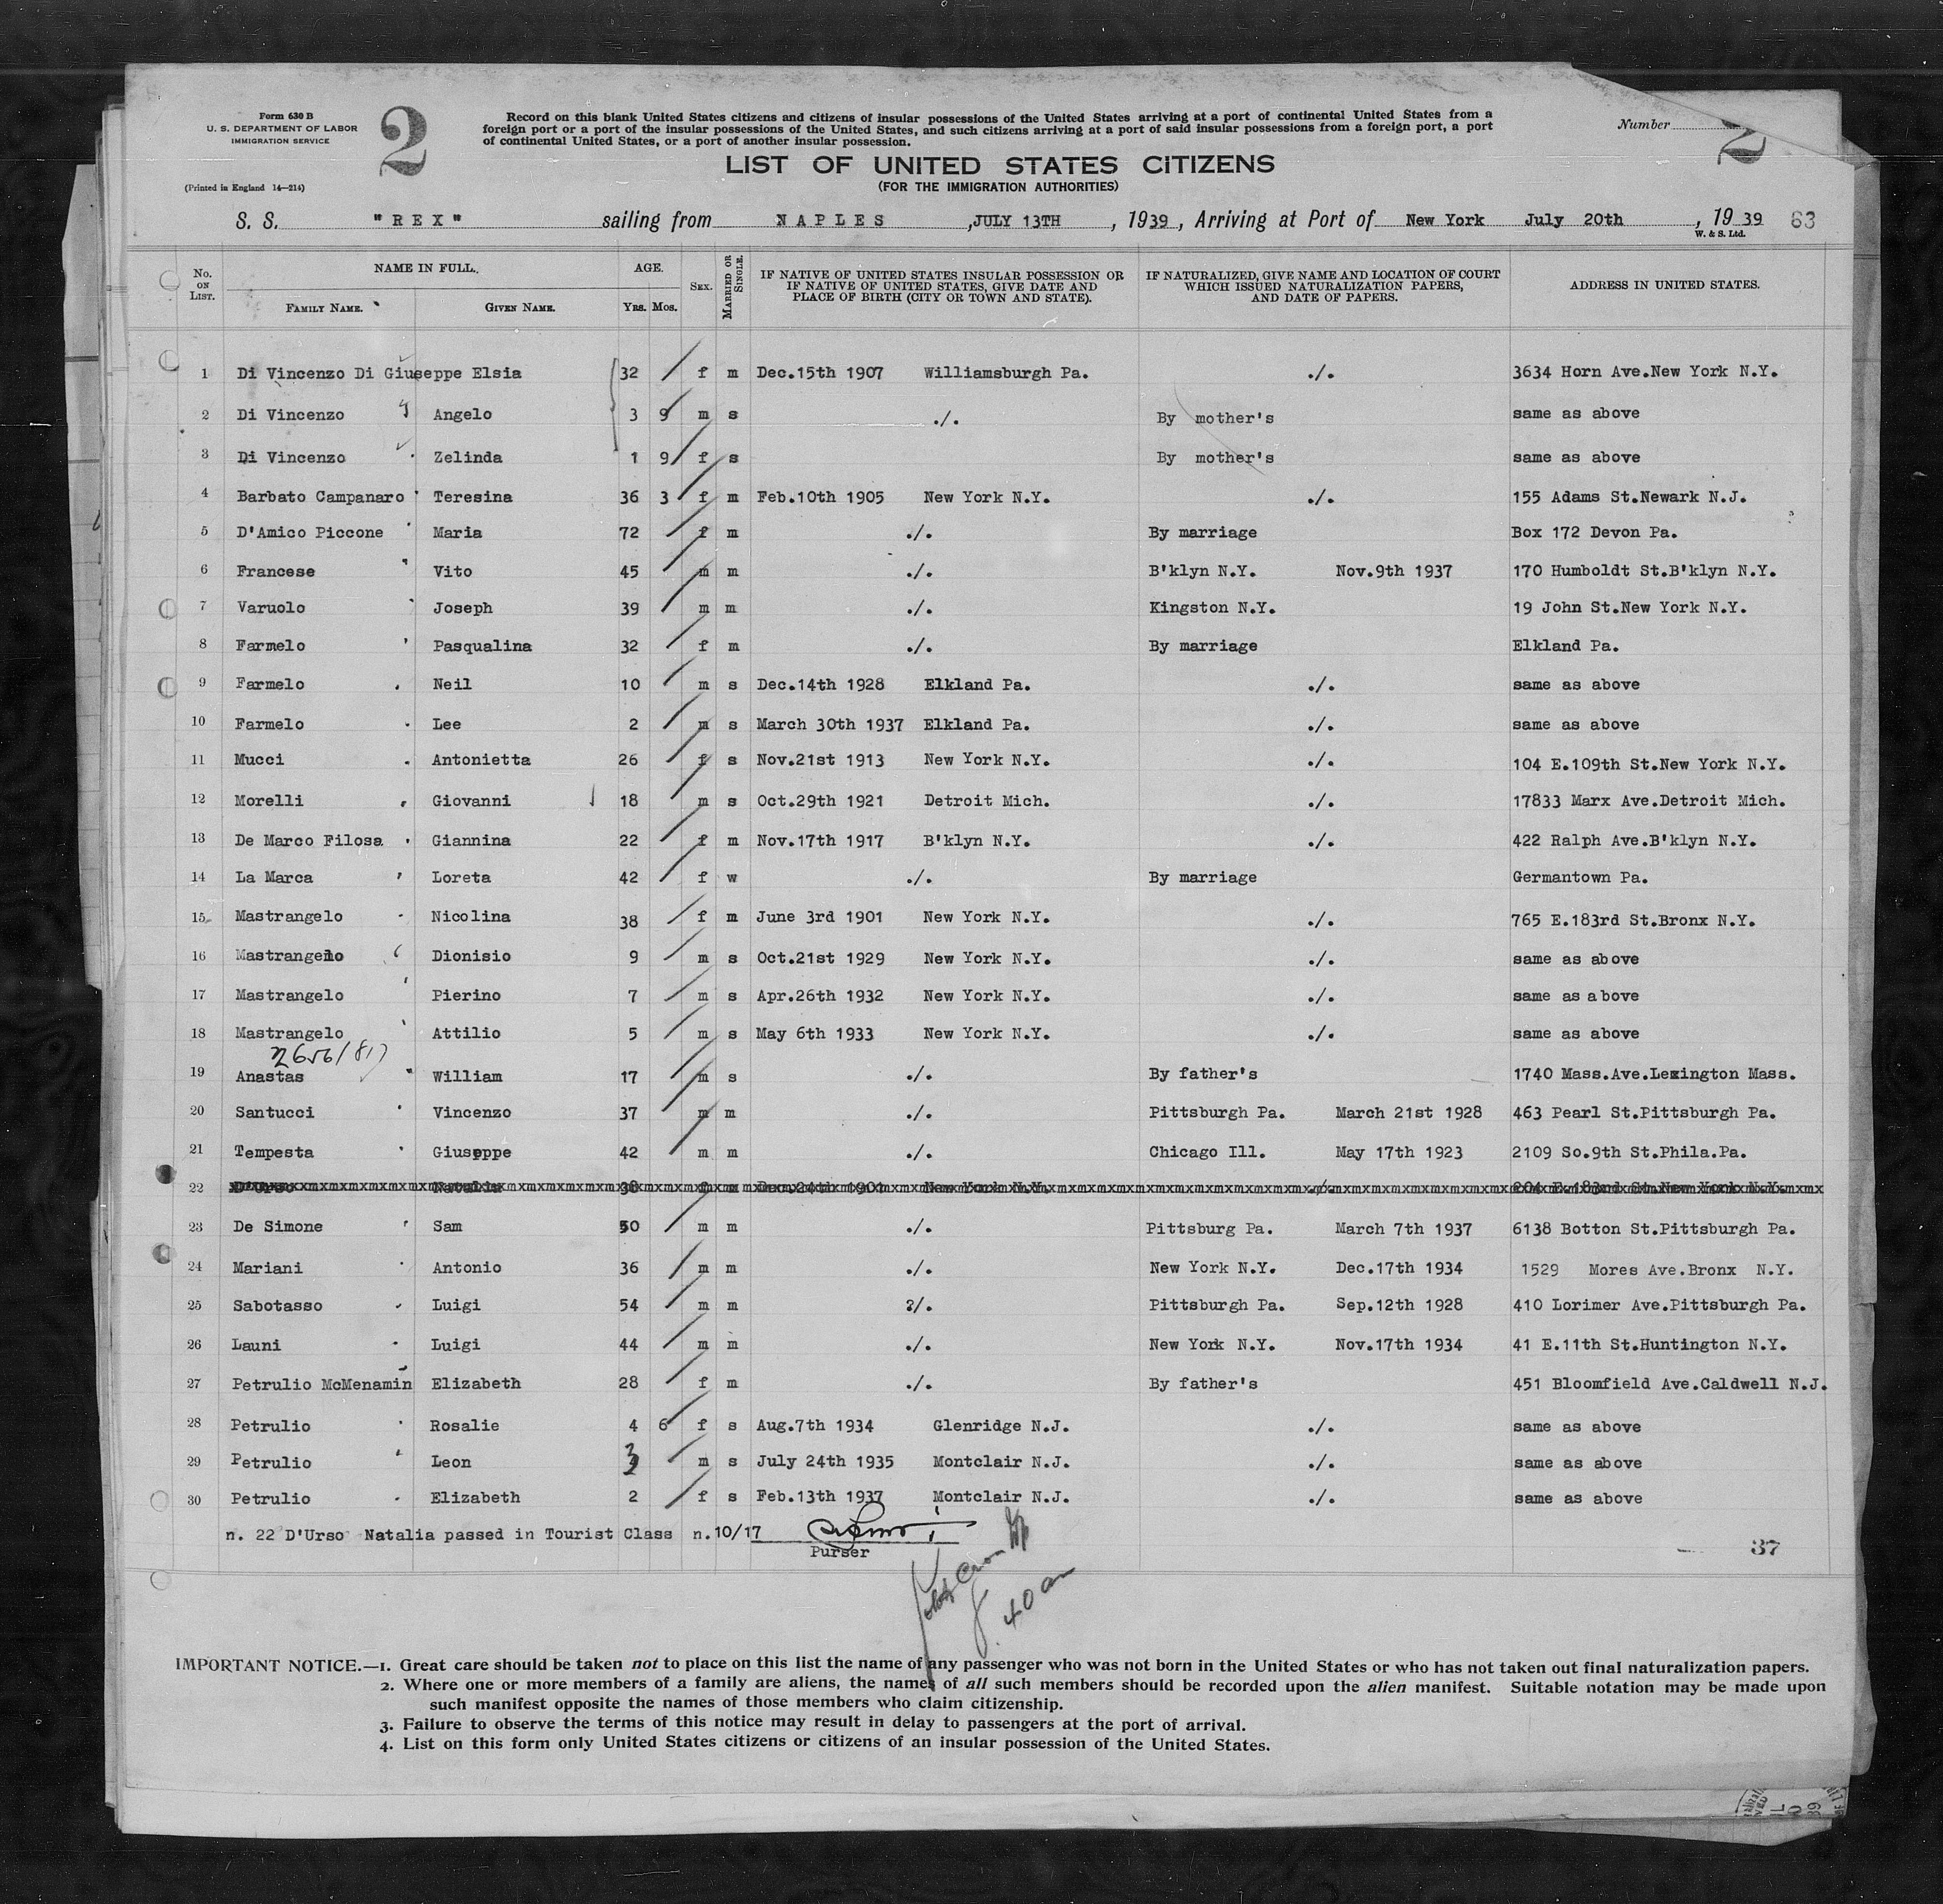 Form 630 B
U. S. DEPARTMENT OF LABOR
IMMIGRATION SERVICE
(Printed in England 14—214)
2
Record on this blank United States citizens and citizens of insular possessions of the United States arriving at a port of continental United States from a
foreign port or a port of the insular possessions of the United States, and such citizens arriving at a port of said insular possessions from a foreign port, a port
of continental United States, or a port of another insular possession.
Number
2
LIST OF UNITED STATES CITIZENS
(FOR THE IMMIGRATION AUTHORITIES)
S. S. "REX" sailing from NAPLES, JULY 13TH, 1939, Arriving at Port of New York July 20th, 1939 63
W. & S. Ltd.
No. ON LIST. NAME IN FULL. FAMILY NAME. GIVEN NAME. AGE. YRS. MOS. SEX. MARRIED OR SINGLE. IF NATIVE OF UNITED STATES INSULAR POSSESSION OR IF NATIVE OF UNITED STATES, GIVE DATE AND PLACE OF BIRTH (CITY OR TOWN AND STATE). IF NATURALIZED, GIVE NAME AND LOCATION OF COURT WHICH ISSUED NATURALIZATION PAPERS, AND DATE OF PAPERS. ADDRESS IN UNITED STATES.
1 Di Vincenzo Di Giuseppe Elsia 32 f m Dec.15th 1907 Williamsburgh Pa. ./. 3634 Horn Ave.New York N.Y.
2 Di Vincenzo Angelo 3 9 m s ./. By mother's same as above
3 Di Vincenzo Zelinda 1 9 f s By mother's same as above
4 Barbato Campanaro Teresina 36 3 f m Feb.10th 1905 New York N.Y. ./. 155 Adams St.Newark N.J.
5 D'Amico Piccone Maria 72 f m ./. By marriage Box 172 Devon Pa.
6 Francese Vito 45 m m ./. B'klyn N.Y. Nov.9th 1937 170 Humboldt St.B'klyn N.Y.
7 Varuolo Joseph 39 m m ./. Kingston N.Y. 19 John St.New York N.Y.
8 Farmelo Pasqualina 32 f m ./. By marriage Elkland Pa.
9 Farmelo Neil 10 m s Dec.14th 1928 Elkland Pa. ./. same as above
10 Farmelo Lee 2 m s March 30th 1937 Elkland Pa. ./. same as above
11 Mucci Antonietta 26 f s Nov.21st 1913 New York N.Y. ./. 104 E.109th St.New York N.Y.
12 Morelli Giovanni 18 m s Oct.29th 1921 Detroit Mich. ./. 17833 Marx Ave.Detroit Mich.
13 De Marco Filosa Giannina 22 f m Nov.17th 1917 B'klyn N.Y. ./. 422 Ralph Ave.B'klyn N.Y.
14 La Marca Loreta 42 f w ./. By marriage Germantown Pa.
15 Mastrangelo Nicolina 38 f m June 3rd 1901 New York N.Y. ./. 765 E.183rd St.Bronx N.Y.
16 Mastrangelo Dionisio 9 m s Oct.21st 1929 New York N.Y. ./. same as above
17 Mastrangelo Pierino 7 m s Apr.26th 1932 New York N.Y. ./. same as above
18 Mastrangelo Attilio 5 m s May 6th 1933 New York N.Y. ./. same as above
19 Anastas William 17 m s ./. By father's 1740 Mass.Ave.Lexington Mass.
20 Santucci Vincenzo 37 m m ./. Pittsburgh Pa. March 21st 1928 463 Pearl St.Pittsburgh Pa.
21 Tempesta Giuseppe 42 m m ./. Chicago Ill. May 17th 1923 2109 So.9th St.Phila.Pa.
22 D'Urso Natalia 38 f m Dec.24th 1901 New York N.Y. ./. 204 E.183rd St.New York N.Y.
23 De Simone Sam 50 m m ./. Pittsburg Pa. March 7th 1937 6138 Botton St.Pittsburgh Pa.
24 Mariani Antonio 36 m m ./. New York N.Y. Dec.17th 1934 1529 Mores Ave.Bronx N.Y.
25 Sabotasso Luigi 54 m m ?/. Pittsburgh Pa. Sep.12th 1928 410 Lorimer Ave.Pittsburgh Pa.
26 Launi Luigi 44 m m ./. New York N.Y. Nov.17th 1934 41 E.11th St.Huntington N.Y.
27 Petrulio McMenamin Elizabeth 28 f m ./. By father's 451 Bloomfield Ave.Caldwell N.J.
28 Petrulio Rosalie 4 6 f s Aug.7th 1934 Glenridge N.J. ./. same as above
29 Petrulio Leon 3 m s July 24th 1935 Montclair N.J. ./. same as above
30 Petrulio Elizabeth 2 f s Feb.13th 1937 Montclair N.J. ./. same as above
n. 22 D'Urso Natalia passed in Tourist Class n.10/17
Purser
37
40 am
IMPORTANT NOTICE.—1. Great care should be taken not to place on this list the name of any passenger who was not born in the United States or who has not taken out final naturalization papers.
2. Where one or more members of a family are aliens, the names of all such members should be recorded upon the alien manifest. Suitable notation may be made upon
such manifest opposite the names of those members who claim citizenship.
3. Failure to observe the terms of this notice may result in delay to passengers at the port of arrival.
4. List on this form only United States citizens or citizens of an insular possession of the United States.